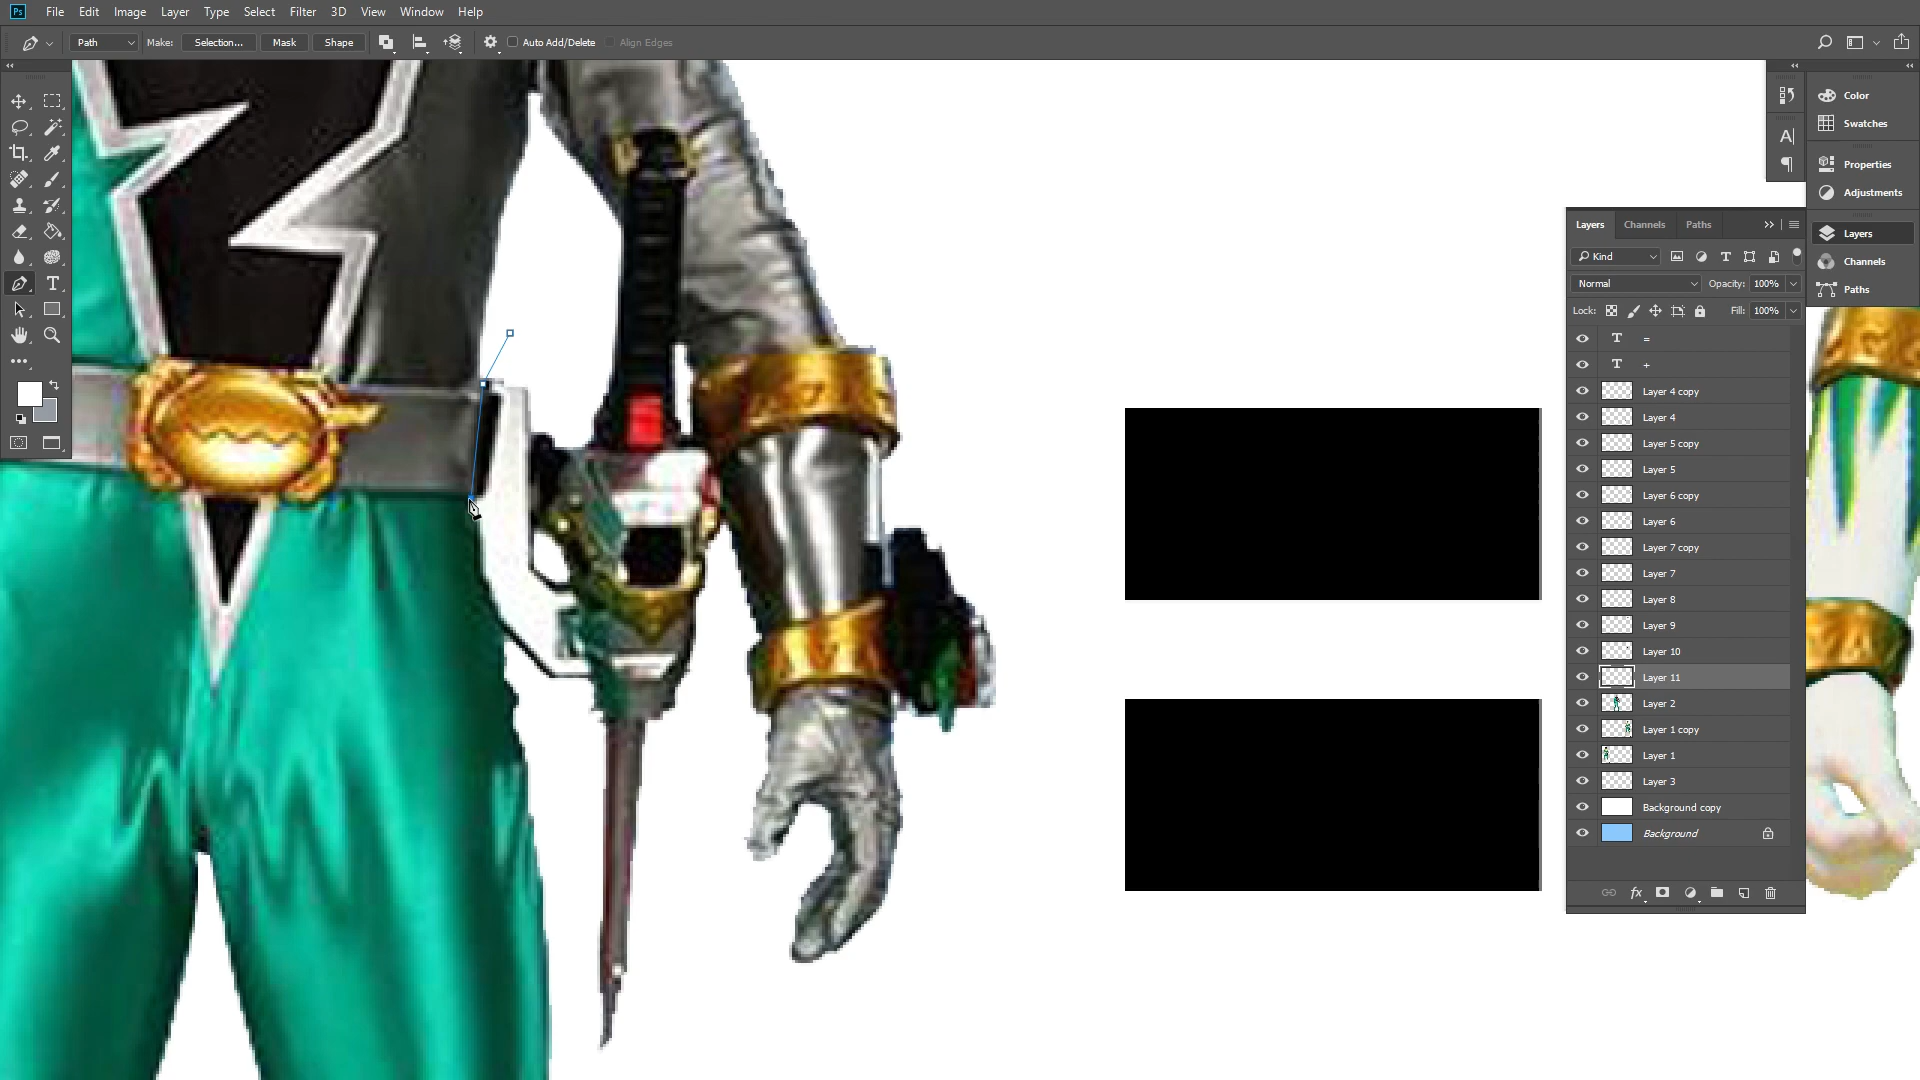 Ps File Edit Image Layer Type Select Filter 3D View Window Help
Path Make: Selection... Mask Shape Auto Add/Delete Align Edges
Color
Swatches
Properties
Adjustments
Layers
Channels
Paths
Layers Channels Paths
Kind
Normal Opacity: 100%
Lock: Fill: 100%
T =
T +
Layer 4 copy
Layer 4
Layer 5 copy
Layer 5
Layer 6 copy
Layer 6
Layer 7 copy
Layer 7
Layer 8
Layer 9
Layer 10
Layer 11
Layer 2
Layer 1 copy
Layer 1
Layer 3
Background copy
Background
fx